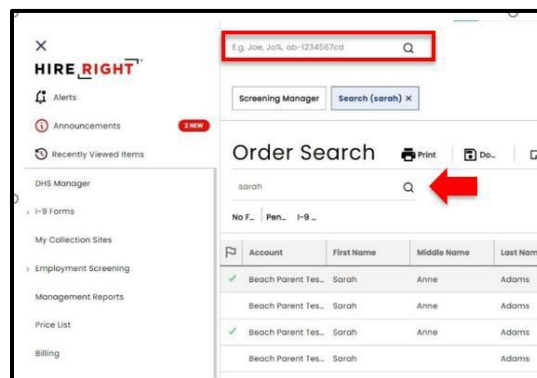 E.g. Joe, Jo%, ab-1234567cd
HIRE RIGHT
Alerts
Screening Manager
Search (sarah) ×
Announcements
2 NEW
Recently Viewed Items
Order Search
Print
Do...
DHS Manager
sarah
I-9 Forms
No F... Pen... I-9 ...
My Collection Sites
Account First Name Middle Name Last Nam
Employment Screening
Beach Parent Tes... Sarah Anne Adams
Management Reports
Beach Parent Tes... Sarah Anne Adams
Price List
Beach Parent Tes... Sarah Anne Adams
Billing
Beach Parent Tes... Sarah Adams